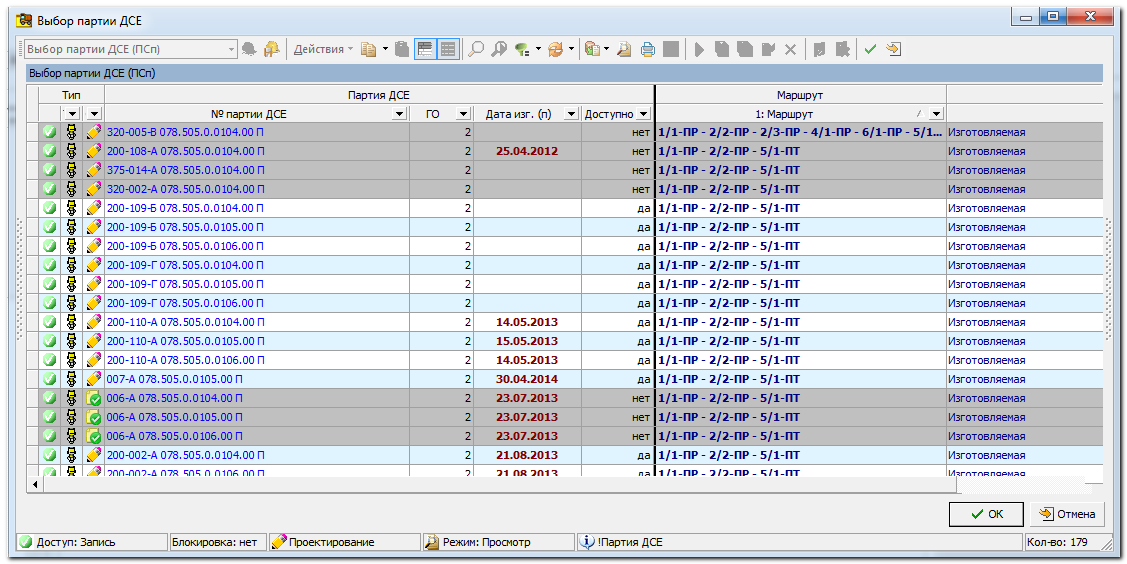 Выбор партии ДСЕ
Выбор партии ДСЕ (ПСп) Действия
Выбор партии ДСЕ (ПСп)
Тип Партия ДСЕ Маршрут
№ партии ДСЕ ГО Дата изг. (п) Доступно 1: Маршрут
320-005-В 078.505.0.0104.00 П 2 нет 1/1-ПР - 2/2-ПР - 2/3-ПР - 4/1-ПР - 6/1-ПР - 5/1... Изготовляемая
200-108-А 078.505.0.0104.00 П 2 25.04.2012 нет 1/1-ПР - 2/2-ПР - 5/1-ПТ Изготовляемая
375-014-А 078.505.0.0104.00 П 2 нет 1/1-ПР - 2/2-ПР - 5/1-ПТ Изготовляемая
320-002-А 078.505.0.0104.00 П 2 нет 1/1-ПР - 2/2-ПР - 5/1-ПТ Изготовляемая
200-109-Б 078.505.0.0104.00 П 2 да 1/1-ПР - 2/2-ПР - 5/1-ПТ Изготовляемая
200-109-Б 078.505.0.0105.00 П 2 да 1/1-ПР - 2/2-ПР - 5/1-ПТ Изготовляемая
200-109-Б 078.505.0.0106.00 П 2 да 1/1-ПР - 2/2-ПР - 5/1-ПТ Изготовляемая
200-109-Г 078.505.0.0104.00 П 2 да 1/1-ПР - 2/2-ПР - 5/1-ПТ Изготовляемая
200-109-Г 078.505.0.0105.00 П 2 да 1/1-ПР - 2/2-ПР - 5/1-ПТ Изготовляемая
200-109-Г 078.505.0.0106.00 П 2 да 1/1-ПР - 2/2-ПР - 5/1-ПТ Изготовляемая
200-110-А 078.505.0.0104.00 П 2 14.05.2013 да 1/1-ПР - 2/2-ПР - 5/1-ПТ Изготовляемая
200-110-А 078.505.0.0105.00 П 2 15.05.2013 да 1/1-ПР - 2/2-ПР - 5/1-ПТ Изготовляемая
200-110-А 078.505.0.0106.00 П 2 14.05.2013 да 1/1-ПР - 2/2-ПР - 5/1-ПТ Изготовляемая
007-А 078.505.0.0105.00 П 2 30.04.2014 да 1/1-ПР - 2/2-ПР - 5/1-ПТ Изготовляемая
006-А 078.505.0.0104.00 П 2 23.07.2013 нет 1/1-ПР - 2/2-ПР - 5/1-ПТ Изготовляемая
006-А 078.505.0.0105.00 П 2 23.07.2013 нет 1/1-ПР - 2/2-ПР - 5/1-ПТ Изготовляемая
006-А 078.505.0.0106.00 П 2 23.07.2013 нет 1/1-ПР - 2/2-ПР - 5/1-ПТ Изготовляемая
200-002-А 078.505.0.0104.00 П 2 21.08.2013 да 1/1-ПР - 2/2-ПР - 5/1-ПТ Изготовляемая
200-002-А 078.505.0.0106.00 П 2 21.08.2013 да 1/1-ПР - 2/2-ПР - 5/1-ПТ Изготовляемая
ОК Отмена
Доступ: Запись Блокировка: нет Проектирование Режим: Просмотр !Партия ДСЕ Кол-во: 179